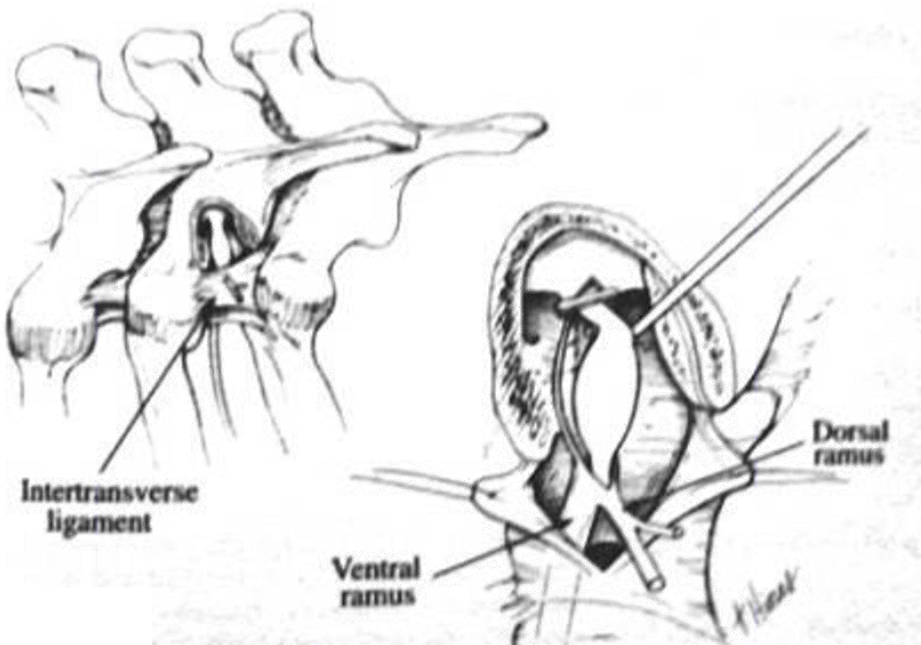 Intertransverse
ligament
Dorsal
ramus
Ventral
ramus